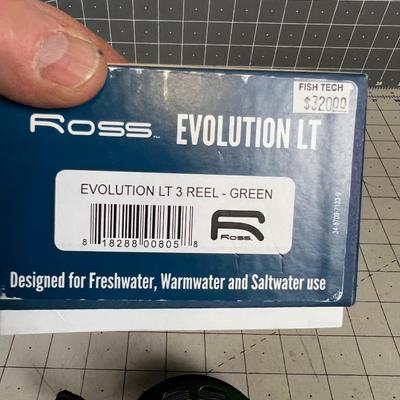 FISH TECH
$320.00
ROSS EVOLUTION LT
EVOLUTION LT 3 REEL - GREEN
8 18288 00805 8
ROSS
Designed for Freshwater, Warmwater and Saltwater use